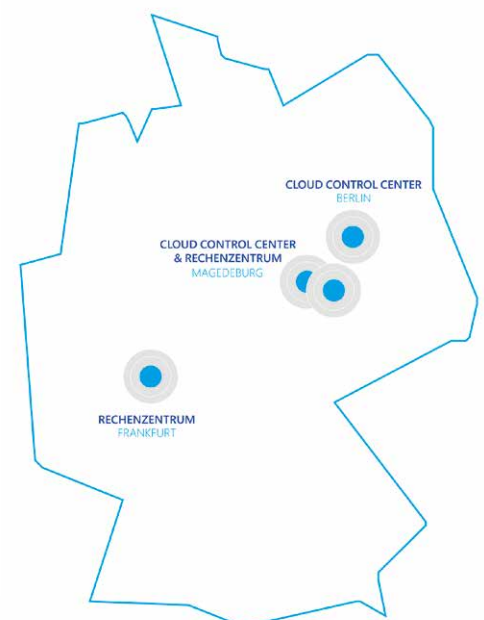 CLOUD CONTROL CENTER
BERLIN
CLOUD CONTROL CENTER
& RECHENZENTRUM
MAGEDEBURG
RECHENZENTRUM
FRANKFURT